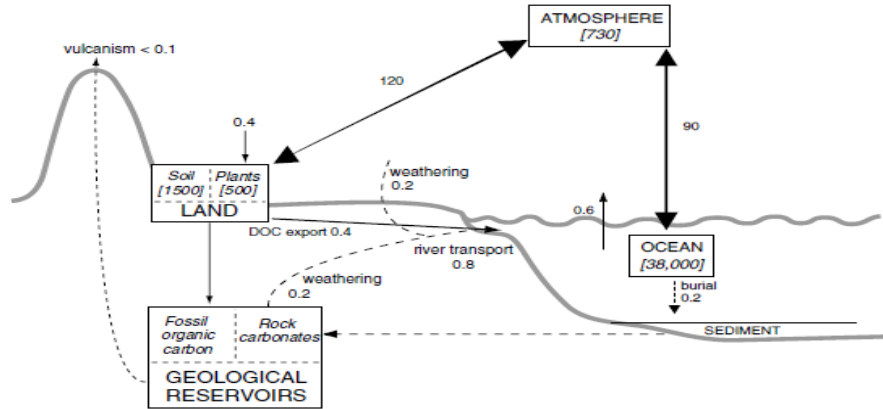 ATMOSPHERE
[730]
vulcanism < 0.1
120
90
0.4
Soil
[1500]
Plants
[500]
LAND
weathering
0.2
0.6
DOC export 0.4
river transport
0.8
OCEAN
[38,000]
weathering
0.2
burial
0.2
SEDIMENT
Fossil
organic
carbon
Rock
carbonates
GEOLOGICAL
RESERVOIRS